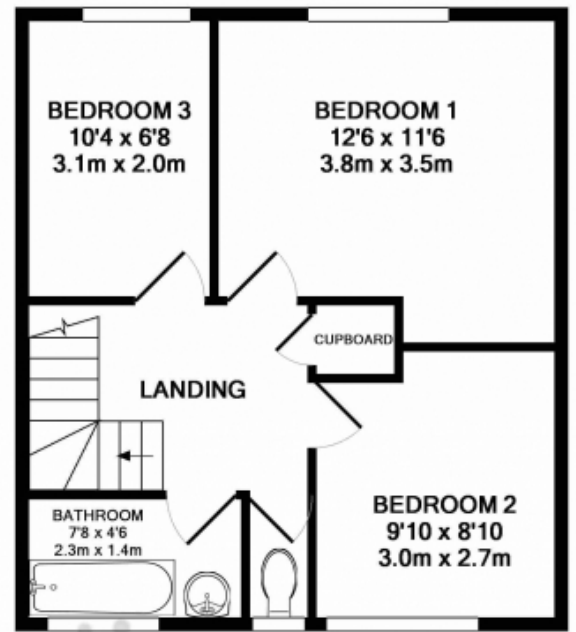 BEDROOM 3
10'4 x 6'8
3.1m x 2.0m
BEDROOM 1
12'6 x 11'6
3.8m x 3.5m
CUPBOARD
LANDING
BATHROOM
7'8 x 4'6
2.3m x 1.4m
BEDROOM 2
9'10 x 8'10
3.0m x 2.7m